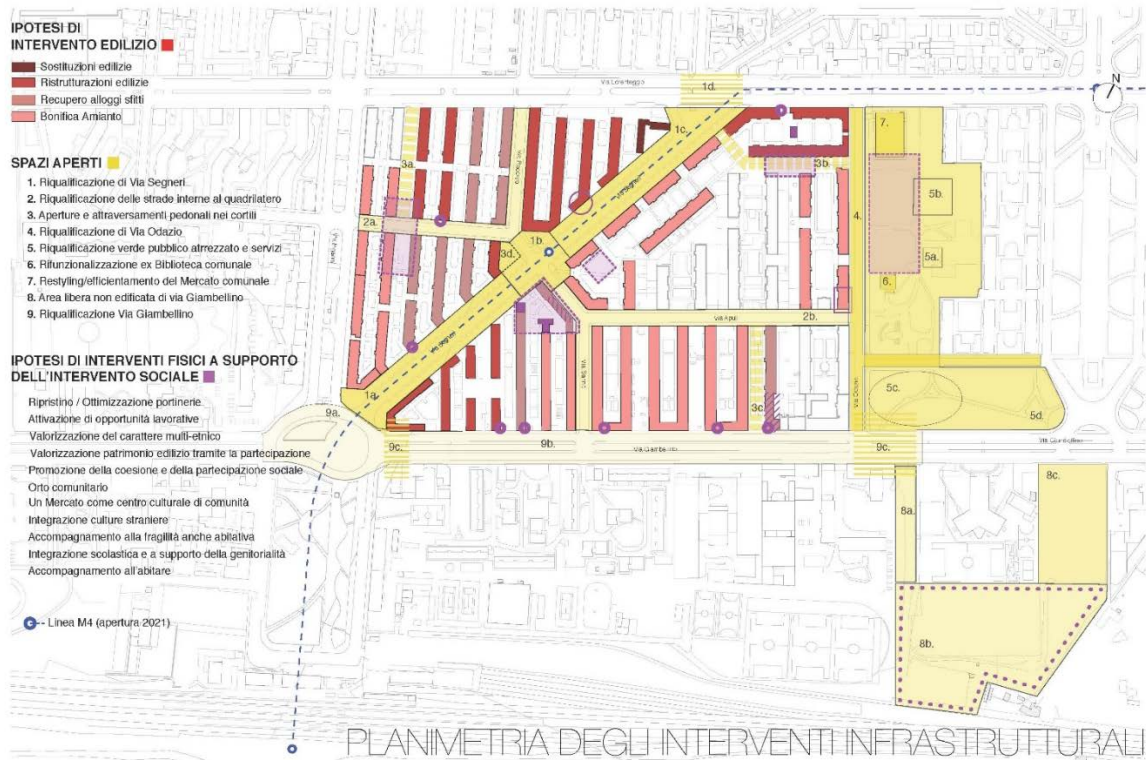 IPOTESI DI
INTERVENTO EDILIZIO
Sostituzioni edilizie
Ristrutturazioni edilizie
Recupero alloggi sfitti
Bonifica Amianto
SPAZI APERTI
1. Riqualificazione di Via Segneri
2. Riqualificazione delle strade interne al quadrilatero
3. Aperture e attraversamenti pedonali nei cortili
4. Riqualificazione di Via Odazio
5. Riqualificazione verde pubblico atrrezzato e servizi
6. Rifunzionalizzazione ex Biblioteca comunale
7. Restyling/efficientamento del Mercato comunale
8. Area libera non edificata di via Giambellino
9. Riqualificazione Via Giambellino
IPOTESI DI INTERVENTI FISICI A SUPPORTO
DELL'INTERVENTO SOCIALE
Ripristino / Ottimizzazione portinerie
Attivazione di opportunità lavorative
Valorizzazione del carattere multi-etnico
Valorizzazione patrimonio edilizio tramite la partecipazione
Promozione della coesione e della partecipazione sociale
Orto comunitario
Un Mercato come centro culturale di comunità
Integrazione culture straniere
Accompagnamento alla fragilità anche abitativa
Integrazione scolastica e a supporto della genitorialità
Accompagnamento all'abitare
Linea M4 (apertura 2021)
Via Lorenteggio
1d.
N
1c.
7.
3a.
3b.
Via Segneri
4.
5b.
2a.
1b.
3d.
5a.
6.
Via Apuli
2b.
Via Segneri
Via Odazio
5c.
5d.
1a.
9a.
3c.
9c.
9b.
Via Giambellino
9c.
Via Giambellino
8a.
8c.
8b.
PLANIMETRIA DEGLI INTERVENTI INFRASTRUTTURALI